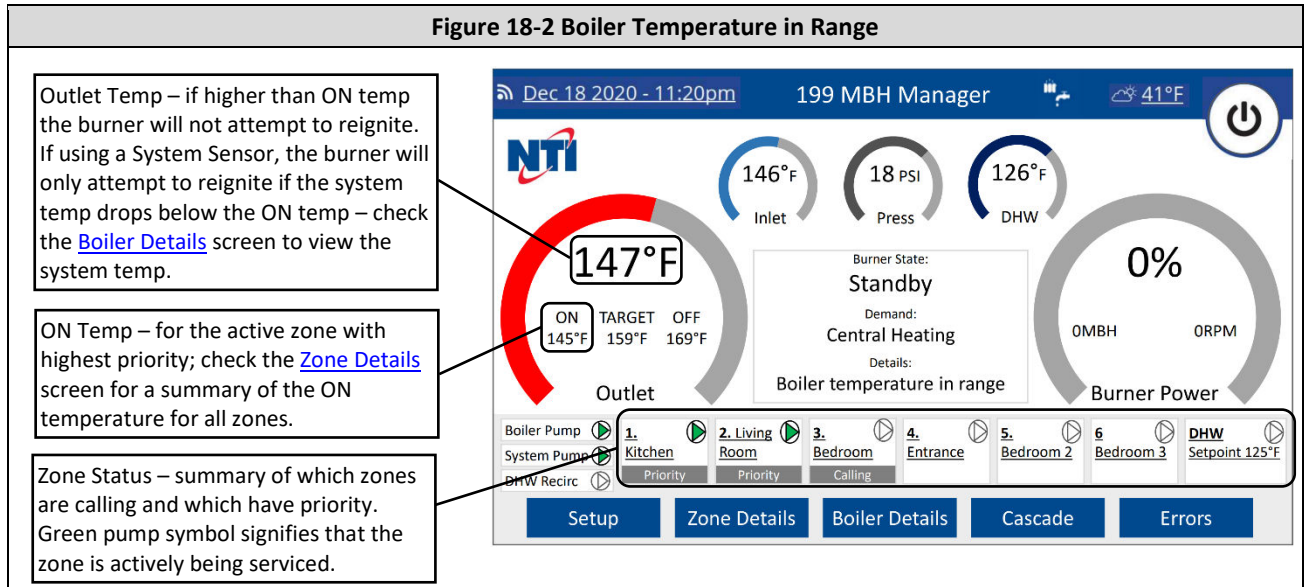 Figure 18-2 Boiler Temperature in Range
Outlet Temp – if higher than ON temp
the burner will not attempt to reignite.
If using a System Sensor, the burner will
only attempt to reignite if the system
temp drops below the ON temp – check
the Boiler Details screen to view the
system temp.
ON Temp – for the active zone with
highest priority; check the Zone Details
screen for a summary of the ON
temperature for all zones.
Zone Status – summary of which zones
are calling and which have priority.
Green pump symbol signifies that the
zone is actively being serviced.
Dec 18 2020 - 11:20pm 199 MBH Manager 41°F
NTI
146°F
Inlet
18 PSI
Press
126°F
DHW
147°F
ON TARGET OFF
145°F 159°F 169°F
Outlet
Burner State:
Standby
Demand:
Central Heating
Details:
Boiler temperature in range
0%
0MBH 0RPM
Burner Power
Boiler Pump
System Pump
DHW Recirc
1.
Kitchen
Priority
2. Living
Room
Priority
3.
Bedroom
Calling
4.
Entrance
5.
Bedroom 2
6
Bedroom 3
DHW
Setpoint 125°F
Setup Zone Details Boiler Details Cascade Errors